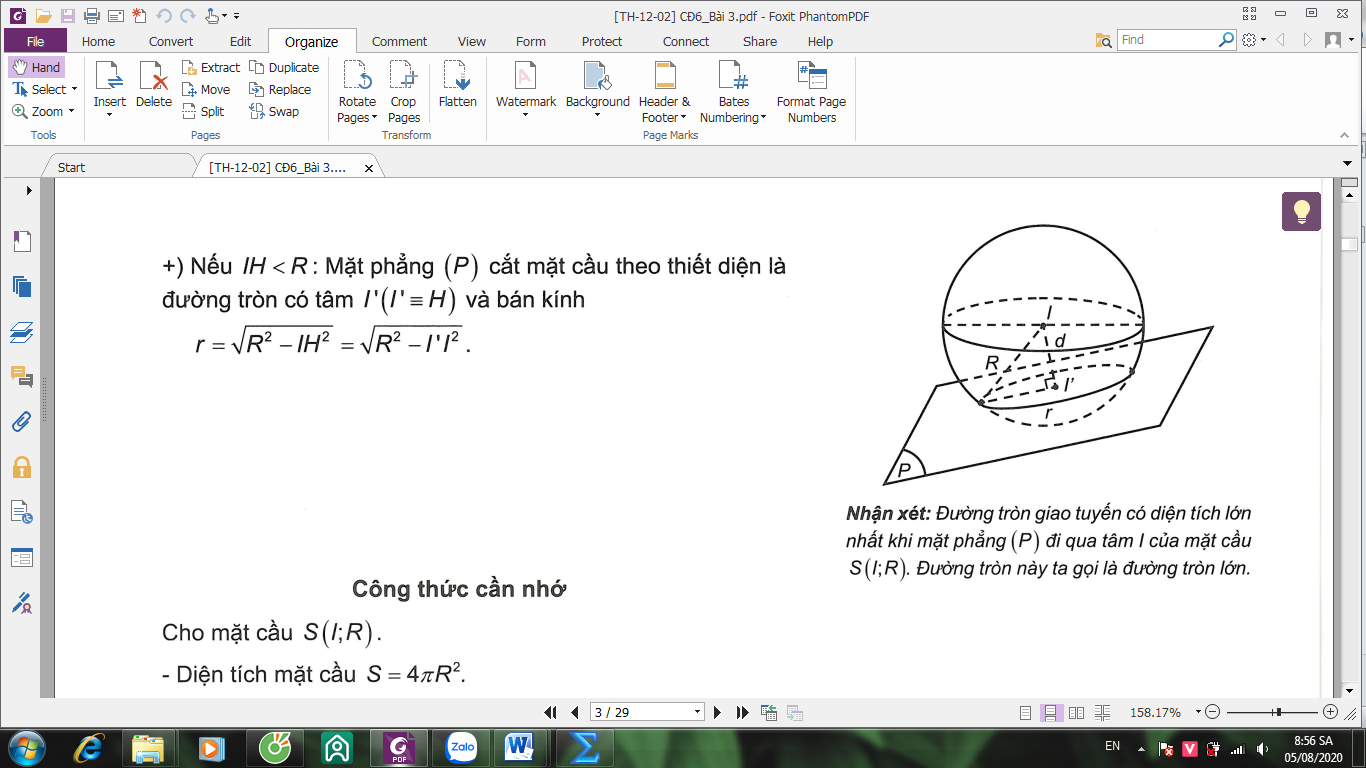 [TH-12-02] CĐ6_Bài 3.pdf - Foxit PhantomPDF
File Home Convert Edit Organize Comment View Form Protect Connect Share Help Find
Hand
Select
Zoom
Tools
Insert
Delete
Extract
Move
Split
Duplicate
Replace
Swap
Pages
Rotate
Pages
Crop
Pages
Flatten
Transform
Watermark
Background
Header &
Footer
Bates
Numbering
Format Page
Numbers
Page Marks
Start
[TH-12-02] CĐ6_Bài 3....
+) Nếu IH < R : Mặt phẳng (P) cắt mặt cầu theo thiết diện là
đường tròn có tâm I'(I' ≡ H) và bán kính
r = √(R² − IH²) = √(R² − I'I²) .
I
d
R
I'
r
P
Nhận xét: Đường tròn giao tuyến có diện tích lớn
nhất khi mặt phẳng (P) đi qua tâm I của mặt cầu
S(I;R). Đường tròn này ta gọi là đường tròn lớn.
Công thức cần nhớ
Cho mặt cầu S(I;R).
- Diện tích mặt cầu S = 4πR².
3 / 29
158.17%
PDF
Zalo
W
EN
V
8:56 SA
05/08/2020